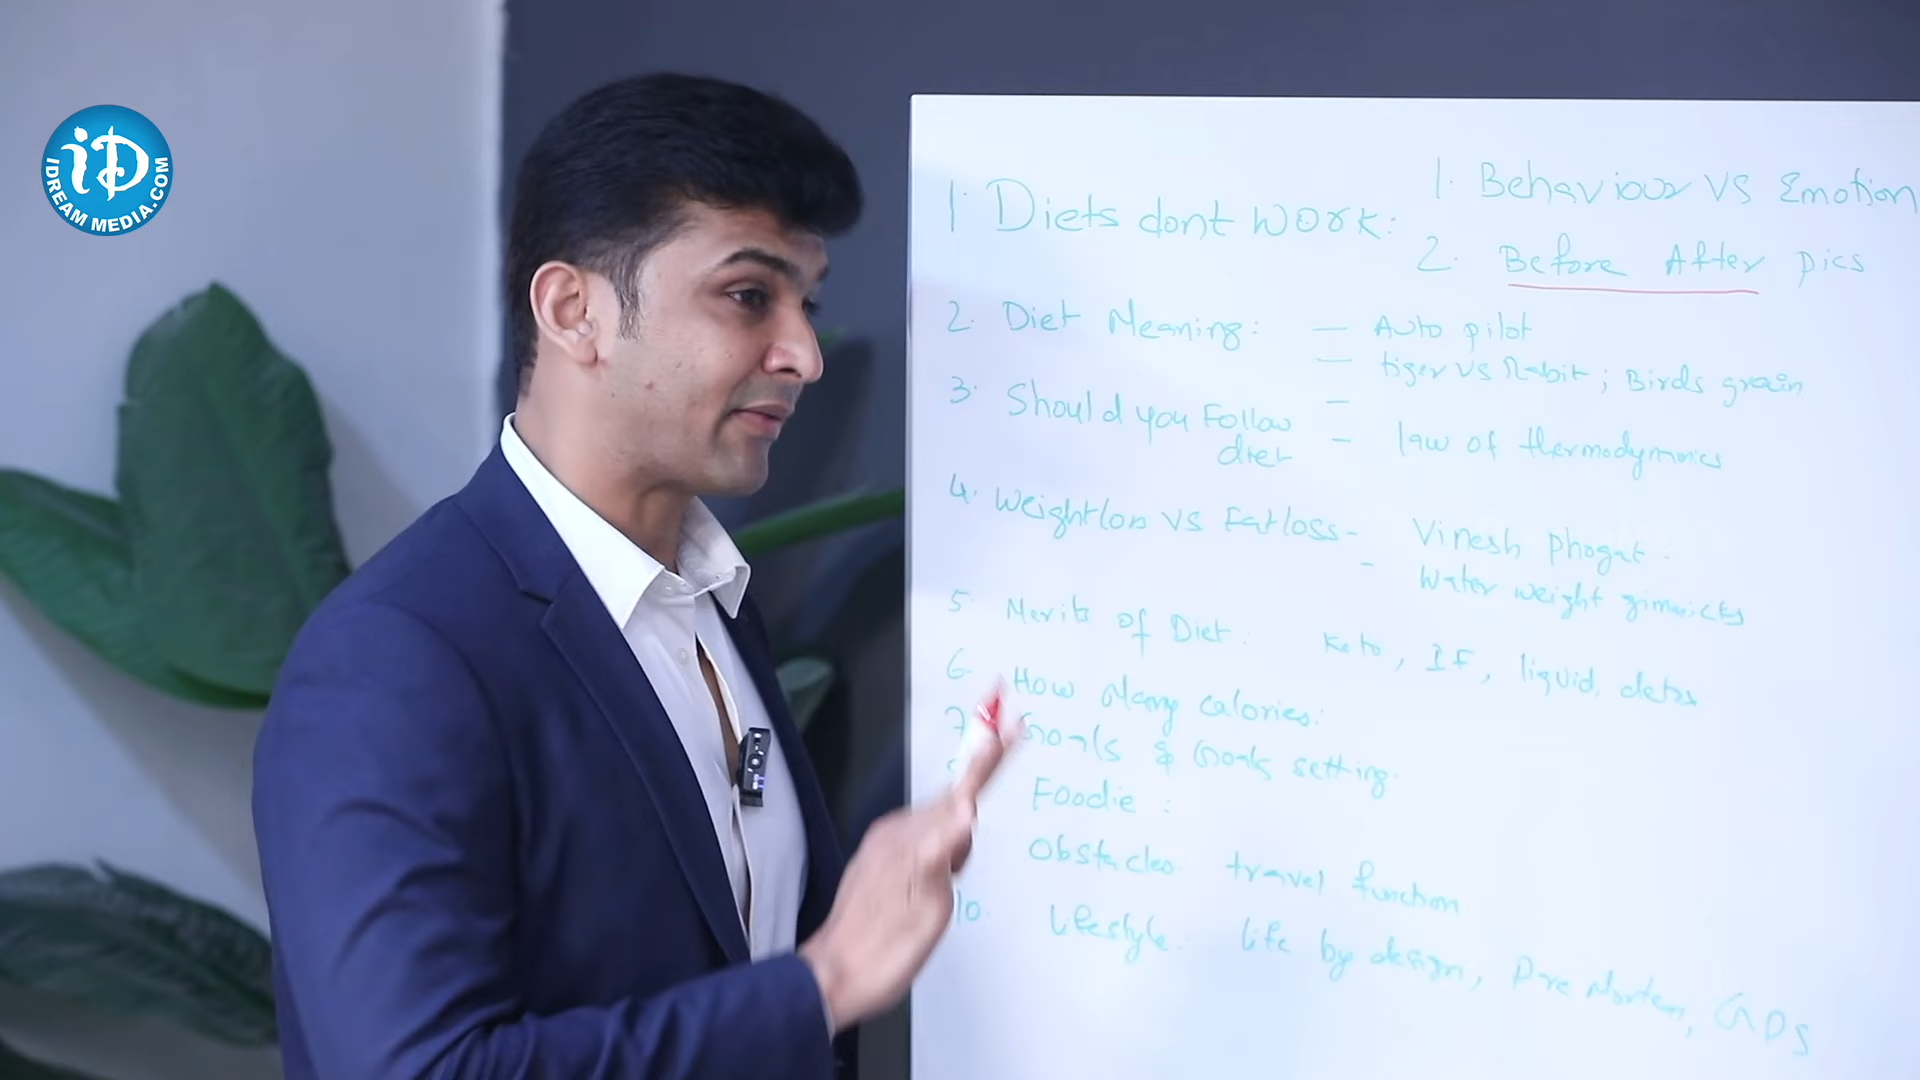 iD
IDREAM MEDIA.COM
1. Diets dont work:
1. Behaviour vs Emotion
2. Before After pics
2. Diet Meaning: — Auto pilot
— tiger vs Rabit ; Birds grain
3. Should you Follow —
diet — law of thermodynamics
4. Weightloss vs Fatloss - Vinesh phogat.
- Water weight gimmicks
5. Merits of Diet: Keto, IF, liquid, diets
6. How Many calories:
7. Goals & Goals setting.
Foodie :
Obstacles travel function
10. lifestyle. life by design, Pre Mortem, GPS